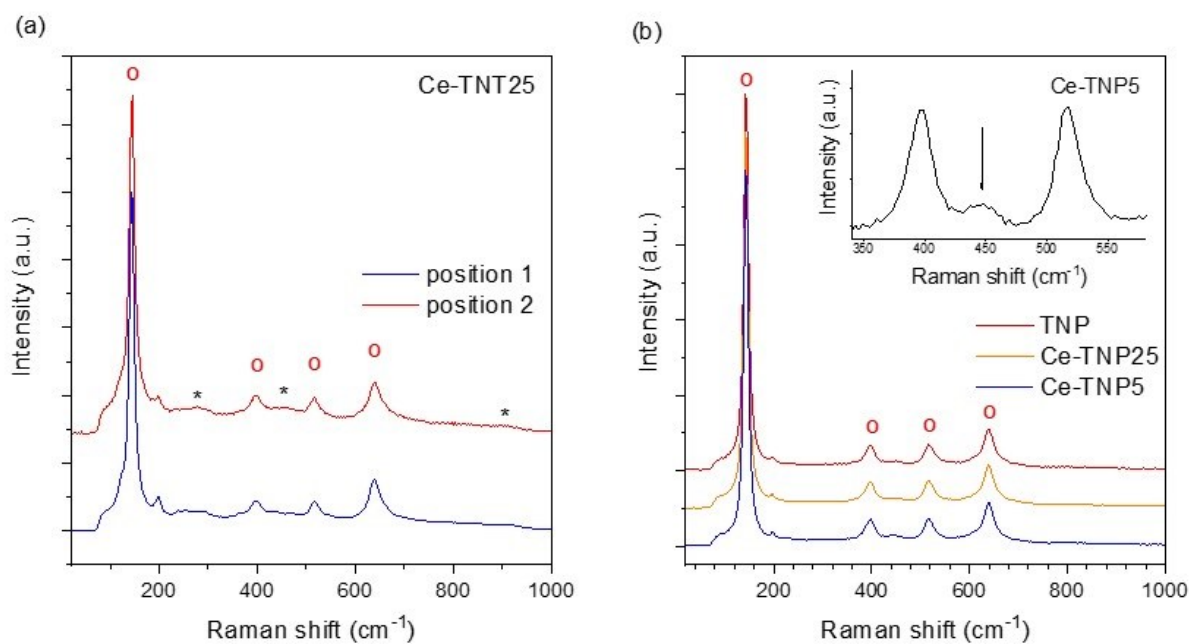 (a)
Ce-TNT25
o
position 1
position 2
o
o
o
*
*
*
Intensity (a.u.)
200
400
600
800
1000
Raman shift (cm⁻¹)
(b)
o
Ce-TNP5
Intensity (a.u.)
350
400
450
500
550
Raman shift (cm⁻¹)
TNP
Ce-TNP25
Ce-TNP5
o
o
o
Intensity (a.u.)
200
400
600
800
1000
Raman shift (cm⁻¹)